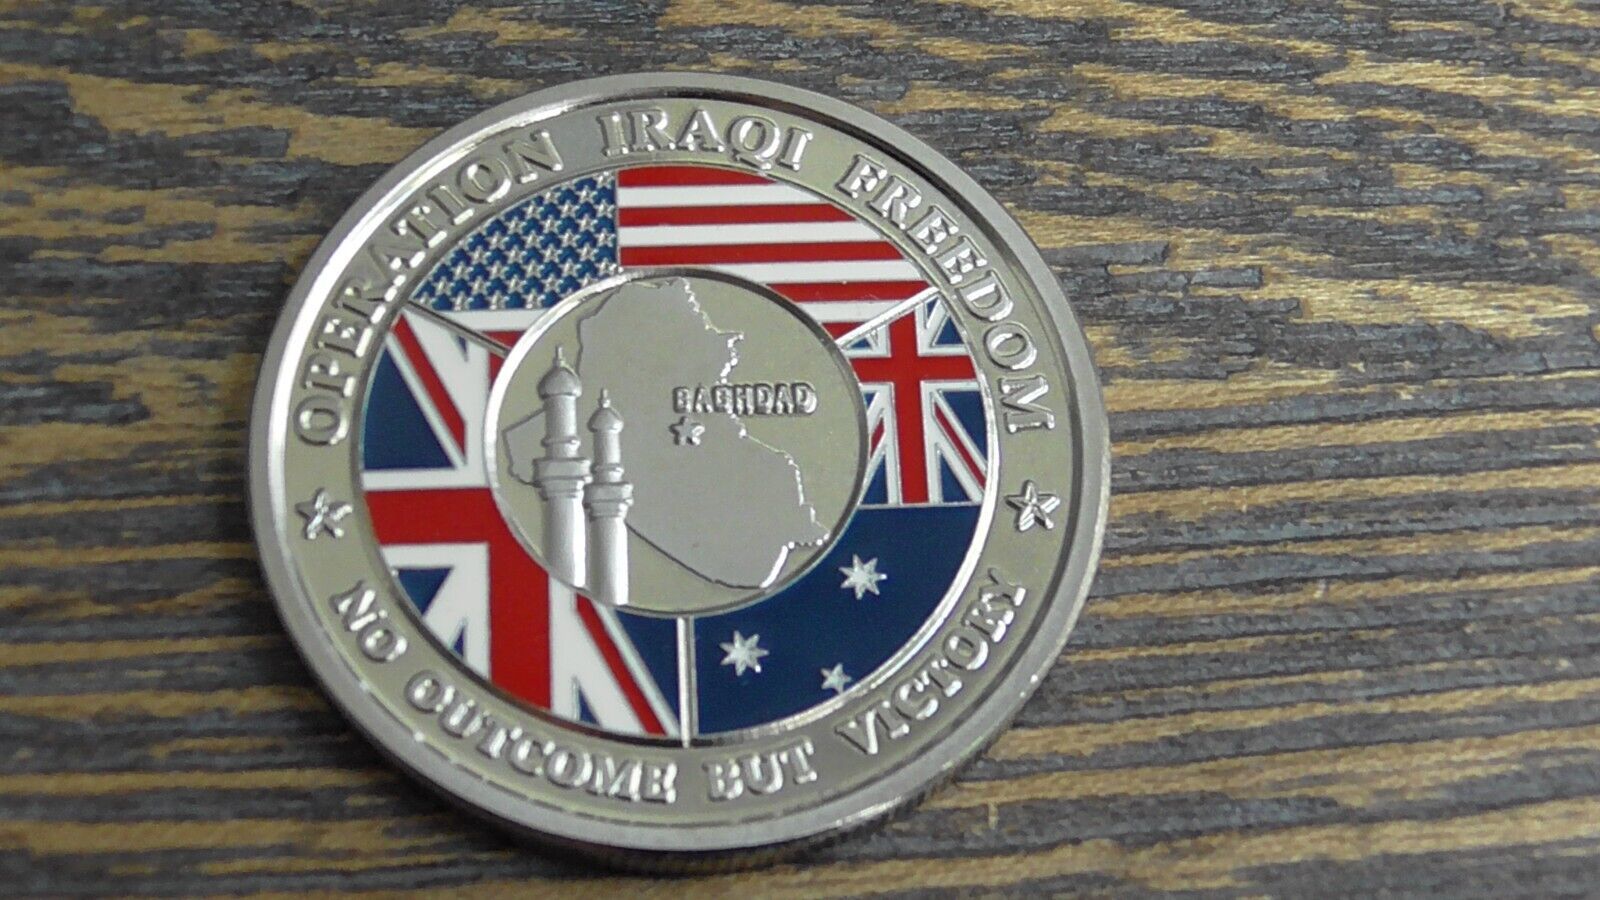 OPERATION IRAQI FREEDOM
BAGHDAD
NO OUTCOME BUT VICTORY